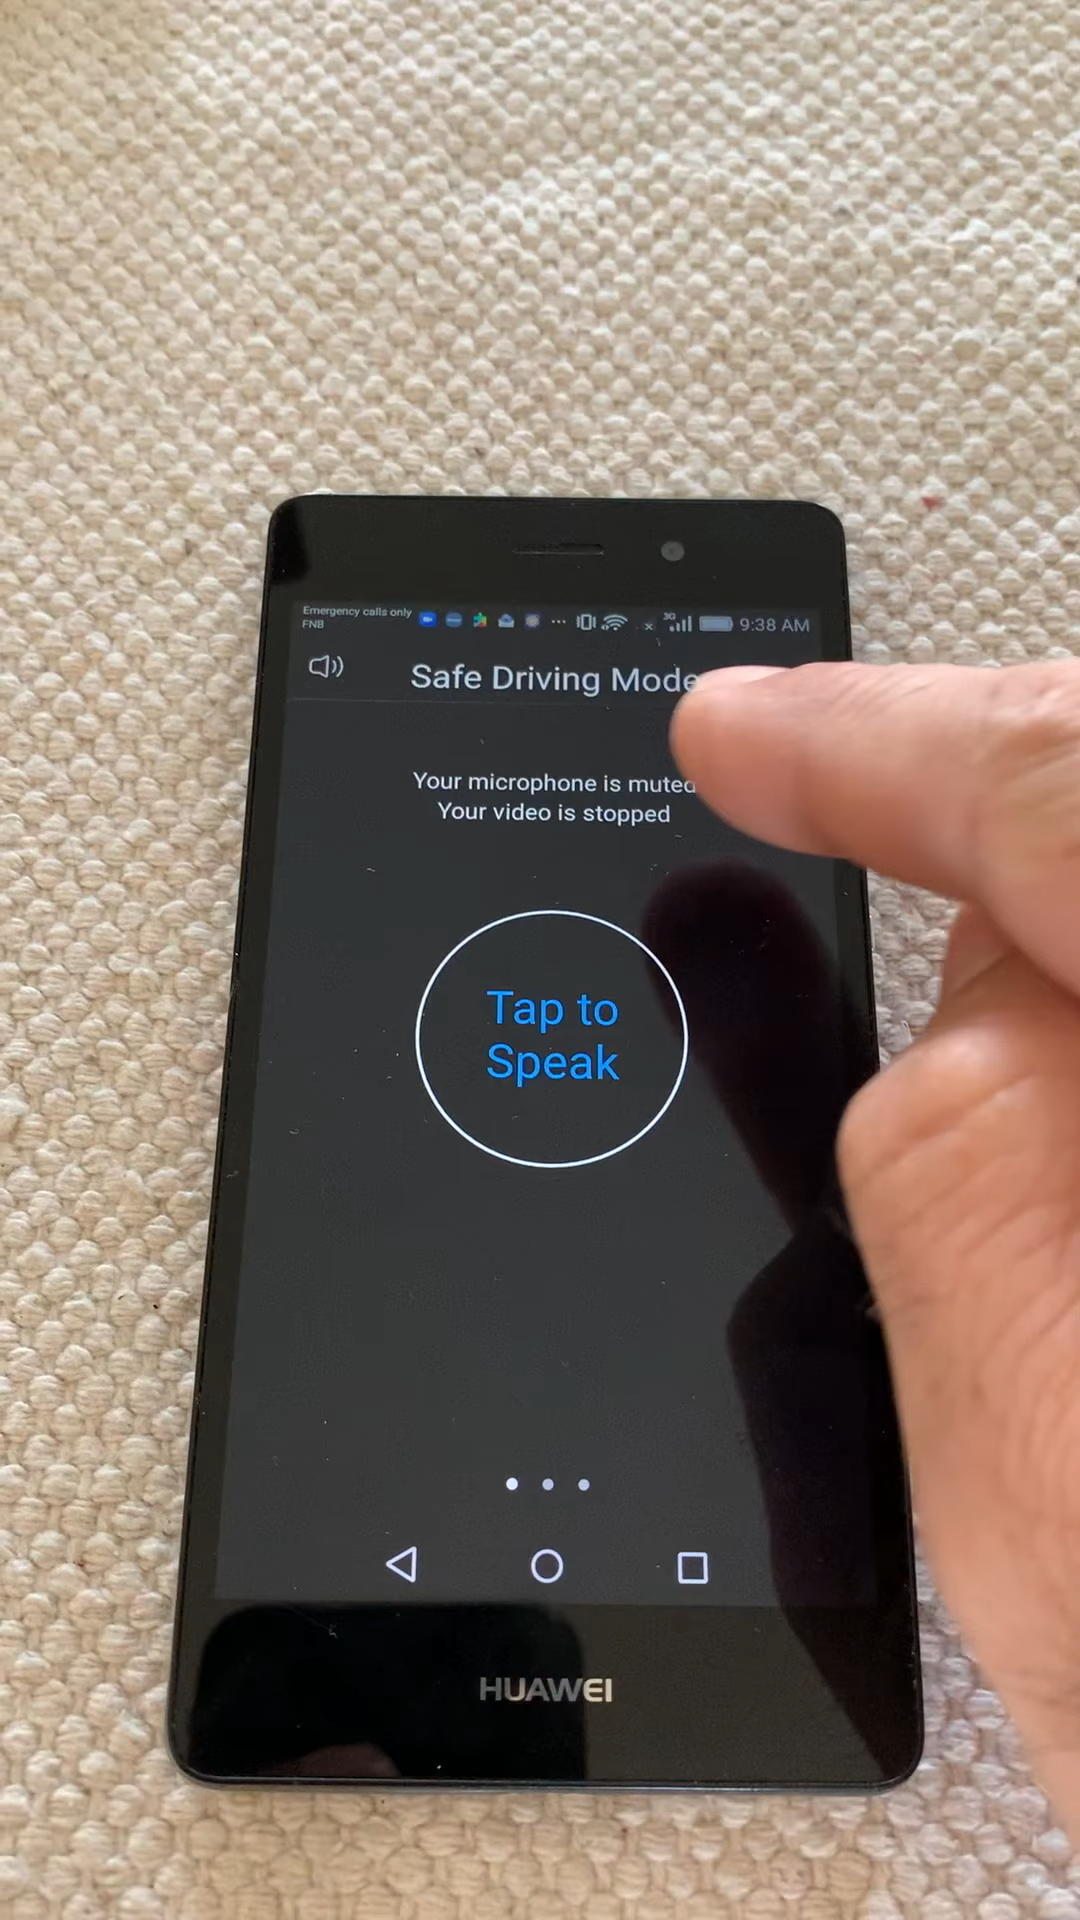 Emergency calls only
FNB
3G
9:38 AM
Safe Driving Mode
Your microphone is muted
Your video is stopped
Tap to
Speak
HUAWEI